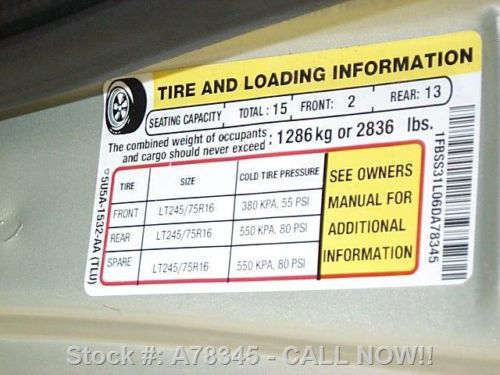 TIRE AND LOADING INFORMATION
SEATING CAPACITY TOTAL : 15 FRONT: 2 REAR: 13
The combined weight of occupants and cargo should never exceed : 1286 kg or 2836 lbs.
TIRE SIZE COLD TIRE PRESSURE
FRONT LT245/75R16 380 KPA, 55 PSI
REAR LT245/75R16 550 KPA, 80 PSI
SPARE LT245/75R16 550 KPA, 80 PSI
SEE OWNERS
MANUAL FOR
ADDITIONAL
INFORMATION
5U5A-1532-AA (TLU)
1FBSS31L06DA78345
Stock #: A78345 - CALL NOW!!